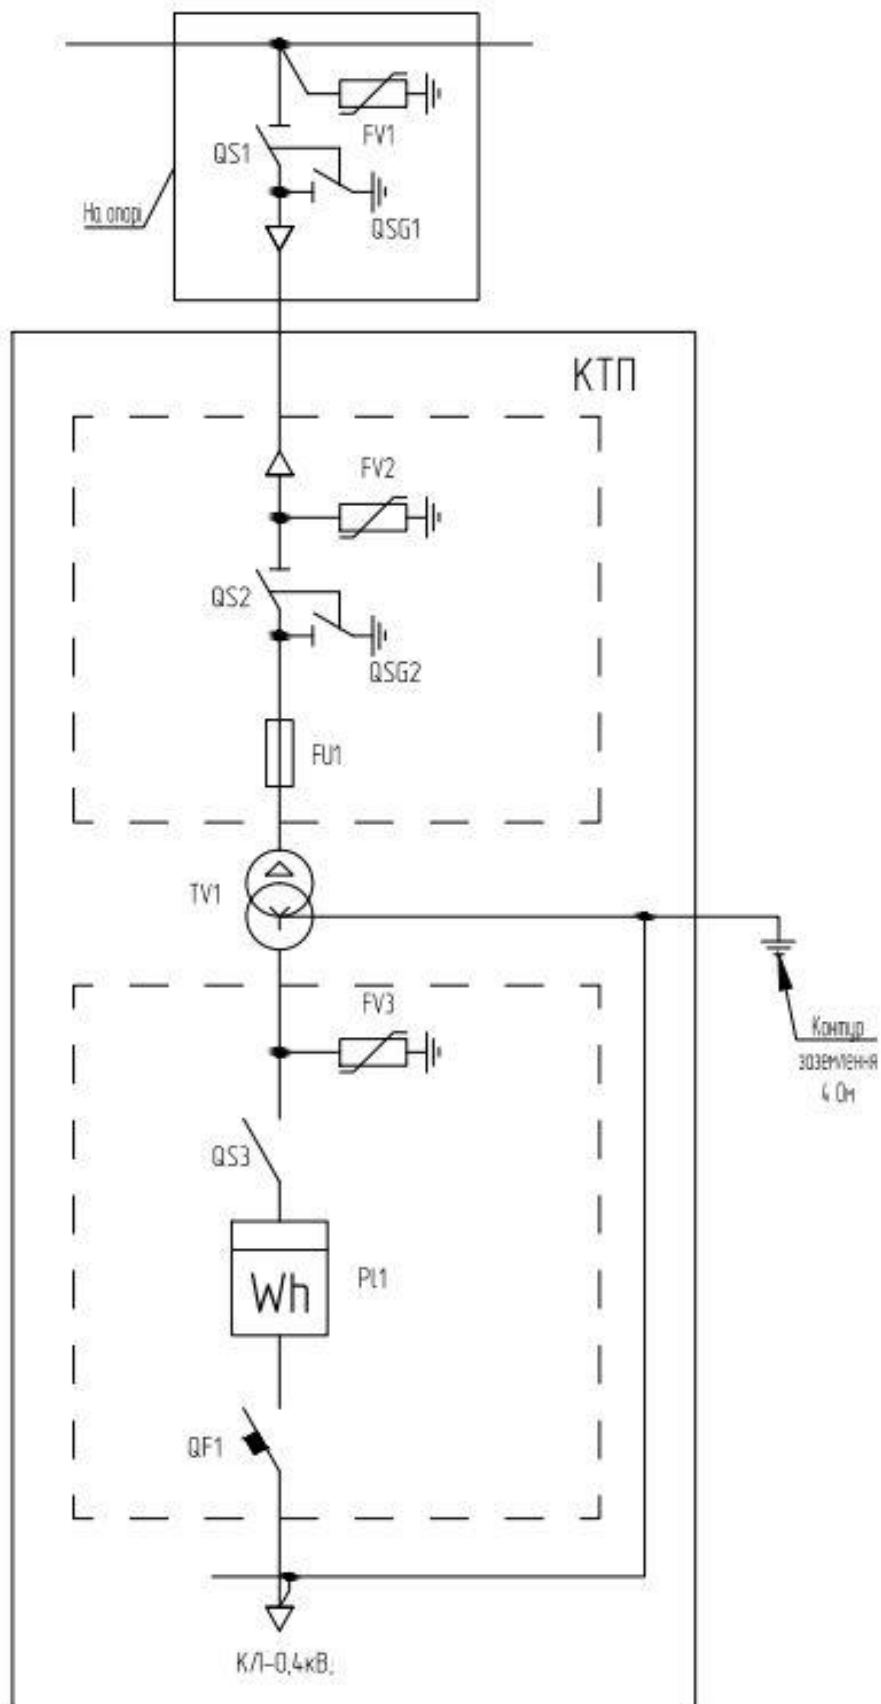 FV1
QS1
На опорі
QSG1
КТП
FV2
QS2
QSG2
FU1
TV1
FV3
Контур
заземлення
4 Ом
QS3
PI1
Wh
QF1
КЛ-0,4кВ;